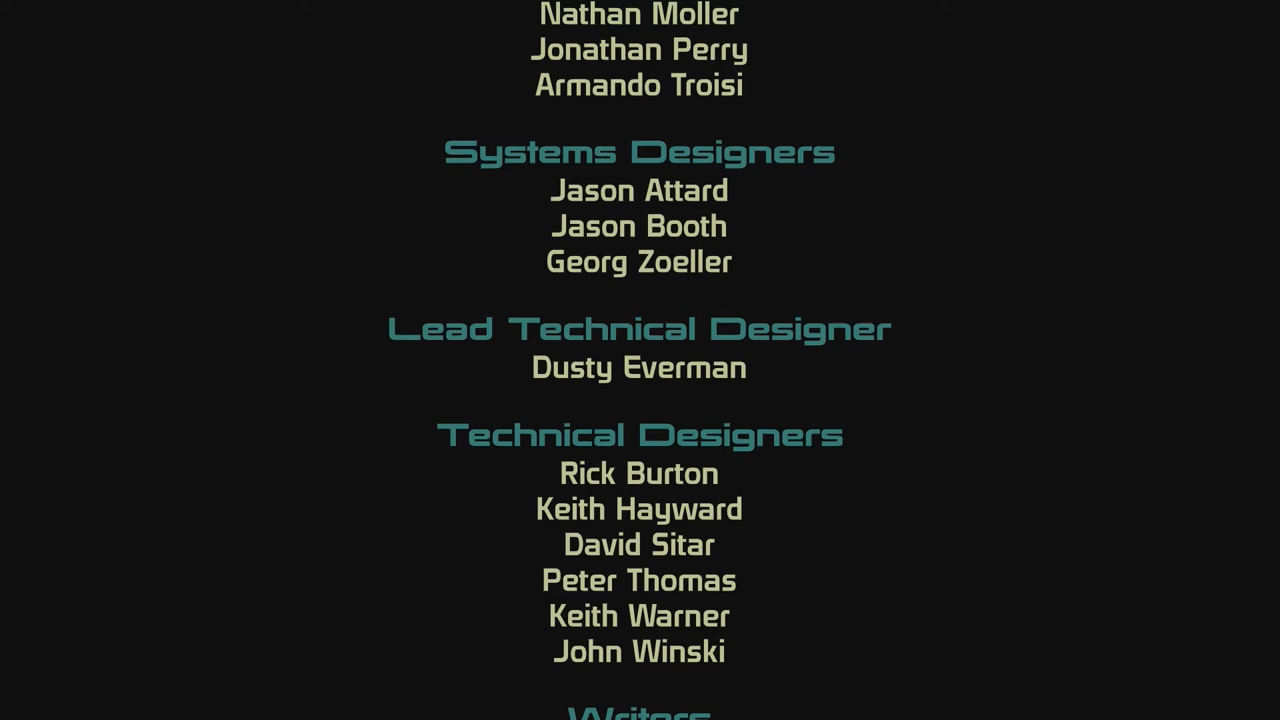 Nathan Moller
Jonathan Perry
Armando Troisi
Systems Designers
Jason Attard
Jason Booth
Georg Zoeller
Lead Technical Designer
Dusty Everman
Technical Designers
Rick Burton
Keith Hayward
David Sitar
Peter Thomas
Keith Warner
John Winski
Writers